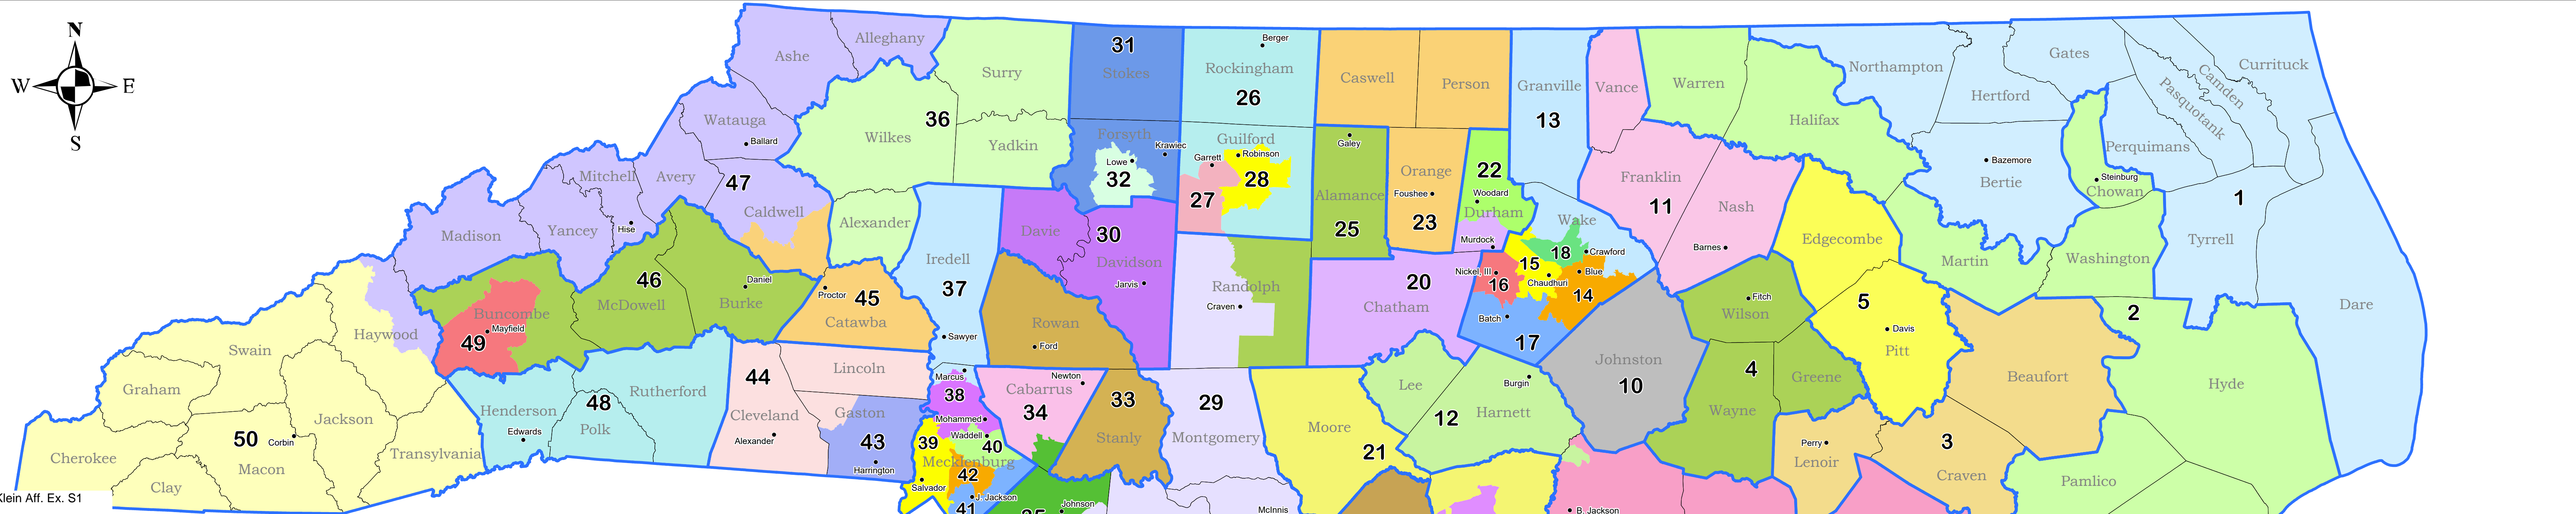 N
W E
S
Ashe
Alleghany
Surry
31
Stokes
Berger
Rockingham
26
Caswell
Person
Granville
13
Vance
Warren
Halifax
Northampton
Gates
Hertford
Camden
Currituck
Pasquotank
Perquimans
Watauga
Ballard
Wilkes
36
Yadkin
Forsyth
Krawiec
Lowe
32
Guilford
Garrett
Robinson
27
28
Galey
Alamance
25
Orange
Foushee
23
22
Woodard
Durham
Murdock
Wake
Franklin
11
Nash
Barnes
Bazemore
Bertie
Steinburg
Chowan
1
Tyrrell
Dare
Mitchell
Avery
47
Caldwell
Alexander
Madison
Yancey
Hise
Iredell
37
Sawyer
Davie
30
Davidson
Jarvis
Randolph
Craven
20
Chatham
15
18
Crawford
Nickel, III
16
Chaudhuri
Blue
14
Batch
17
Edgecombe
Martin
Washington
Buncombe
Mayfield
49
46
McDowell
Burke
Daniel
Proctor
45
Catawba
Rowan
Ford
Johnston
10
Fitch
Wilson
5
Davis
Pitt
2
Haywood
Swain
Graham
Jackson
50
Corbin
Cherokee
Clay
Macon
Transylvania
Henderson
Edwards
48
Polk
Rutherford
44
Cleveland
Alexander
Lincoln
Gaston
43
Harrington
Marcus
38
Mohammed
Waddell
39
40
Mecklenburg
42
Salvador
J. Jackson
41
Newton
Cabarrus
34
33
Stanly
29
Montgomery
Moore
21
Lee
12
Burgin
Harnett
4
Wayne
Greene
Beaufort
Hyde
Perry
Lenoir
3
Craven
Pamlico
Johnson
35
McInnis
B. Jackson
Klein Aff. Ex. S1